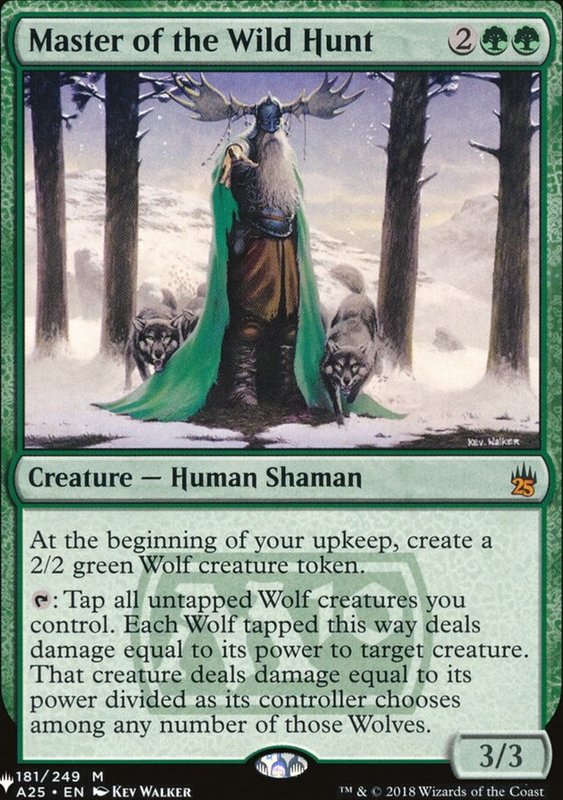 Master of the Wild Hunt 2
KEV. WALKER
Creature — Human Shaman
25
At the beginning of your upkeep, create a
2/2 green Wolf creature token.
: Tap all untapped Wolf creatures you
control. Each Wolf tapped this way deals
damage equal to its power to target creature.
That creature deals damage equal to its
power divided as its controller chooses
among any number of those Wolves.
3/3
181/249 M
A25 • EN Kev Walker
™ & © 2018 Wizards of the Coast